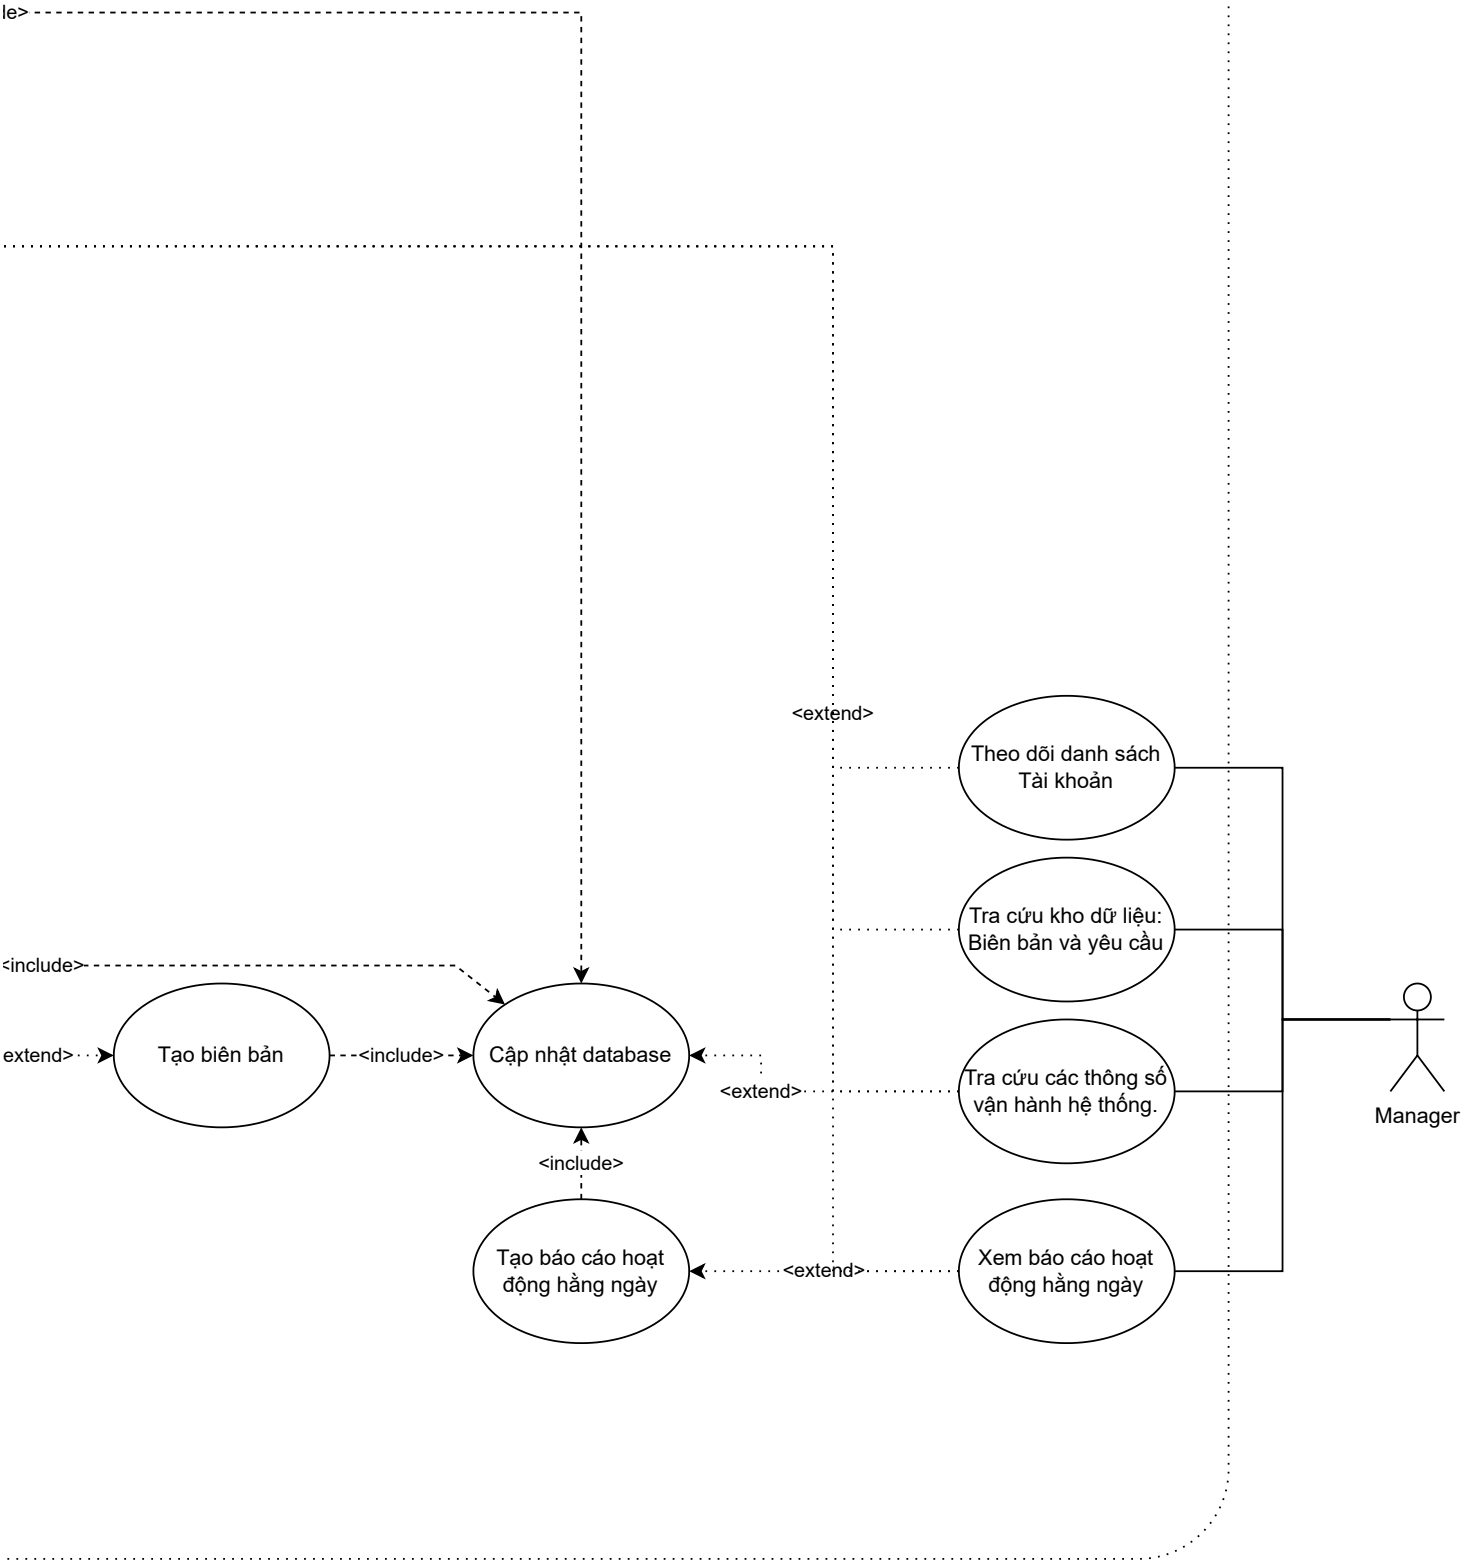 le>
<extend>
Theo dõi danh sách
Tài khoản
Tra cứu kho dữ liệu:
Biên bản và yêu cầu
<include>
Tạo biên bản
extend>
<include>
Cập nhật database
<extend>
Tra cứu các thông số
vận hành hệ thống.
Manager
<include>
Tạo báo cáo hoạt
động hằng ngày
<extend>
Xem báo cáo hoạt
động hằng ngày